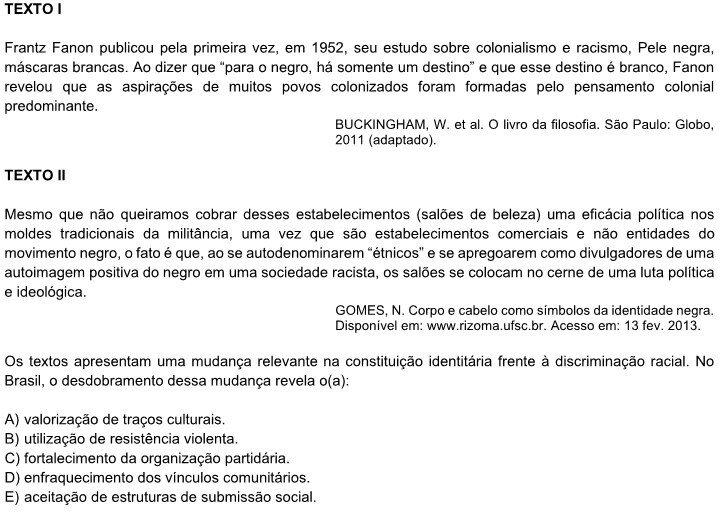 TEXTO I
Frantz Fanon publicou pela primeira vez, em 1952, seu estudo sobre colonialismo e racismo, Pele negra,
máscaras brancas. Ao dizer que “para o negro, há somente um destino” e que esse destino é branco, Fanon
revelou que as aspirações de muitos povos colonizados foram formadas pelo pensamento colonial
predominante.
BUCKINGHAM, W. et al. O livro da filosofia. São Paulo: Globo,
2011 (adaptado).
TEXTO II
Mesmo que não queiramos cobrar desses estabelecimentos (salões de beleza) uma eficácia política nos
moldes tradicionais da militância, uma vez que são estabelecimentos comerciais e não entidades do
movimento negro, o fato é que, ao se autodenominarem “étnicos” e se apregoarem como divulgadores de uma
autoimagem positiva do negro em uma sociedade racista, os salões se colocam no cerne de uma luta política
e ideológica.
GOMES, N. Corpo e cabelo como símbolos da identidade negra.
Disponível em: www.rizoma.ufsc.br. Acesso em: 13 fev. 2013.
Os textos apresentam uma mudança relevante na constituição identitária frente à discriminação racial. No
Brasil, o desdobramento dessa mudança revela o(a):
A) valorização de traços culturais.
B) utilização de resistência violenta.
C) fortalecimento da organização partidária.
D) enfraquecimento dos vínculos comunitários.
E) aceitação de estruturas de submissão social.